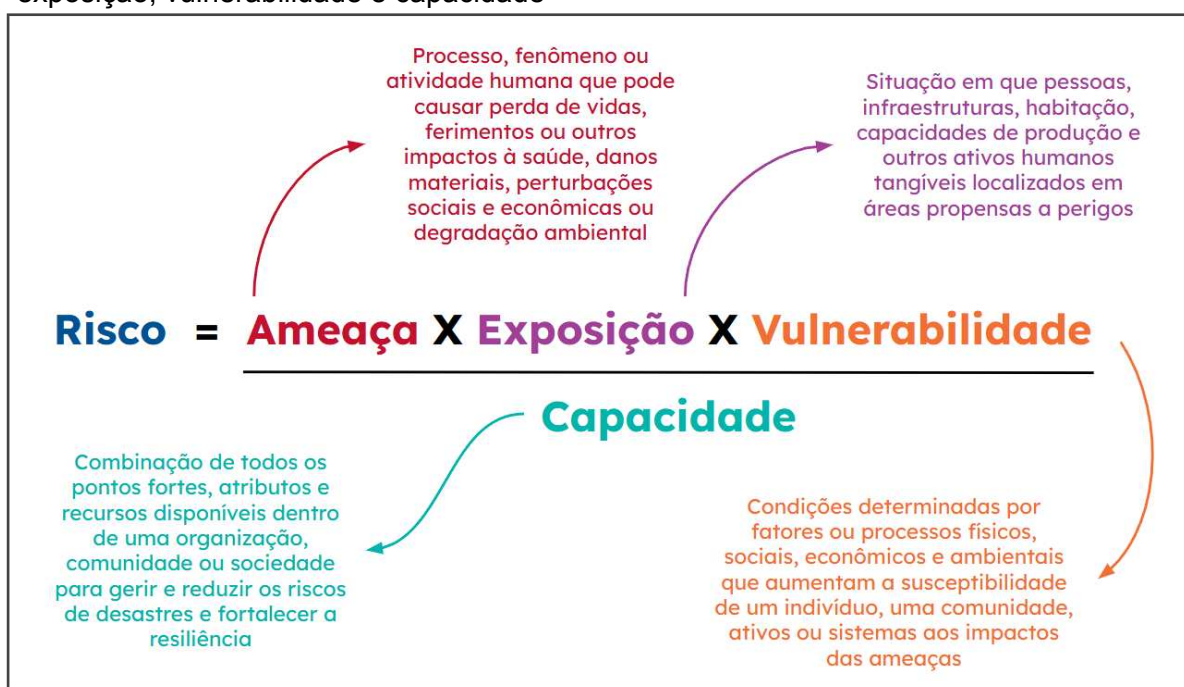 exposição, vulnerabilidade e capacidade
Processo, fenômeno ou
atividade humana que pode
causar perda de vidas,
ferimentos ou outros
impactos à saúde, danos
materiais, perturbações
sociais e econômicas ou
degradação ambiental
Situação em que pessoas,
infraestruturas, habitação,
capacidades de produção e
outros ativos humanos
tangíveis localizados em
áreas propensas a perigos
Risco = Ameaça X Exposição X Vulnerabilidade
Capacidade
Combinação de todos os
pontos fortes, atributos e
recursos disponíveis dentro
de uma organização,
comunidade ou sociedade
para gerir e reduzir os riscos
de desastres e fortalecer a
resiliência
Condições determinadas por
fatores ou processos físicos,
sociais, econômicos e ambientais
que aumentam a susceptibilidade
de um indivíduo, uma comunidade,
ativos ou sistemas aos impactos
das ameaças